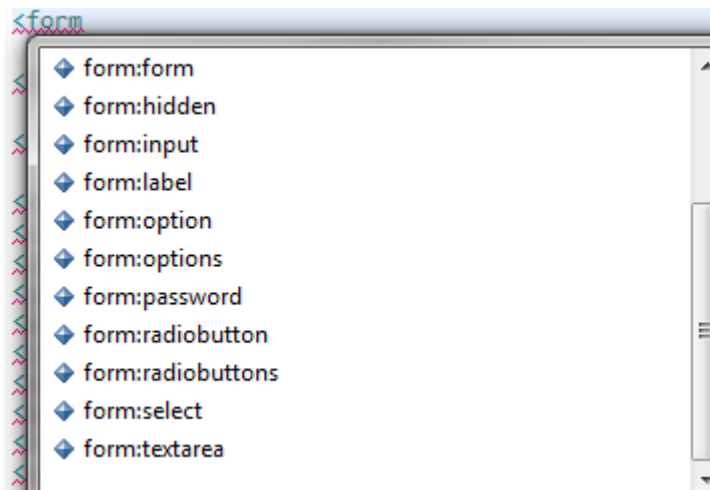 <form
form:form
form:hidden
form:input
form:label
form:option
form:options
form:password
form:radiobutton
form:radiobuttons
form:select
form:textarea